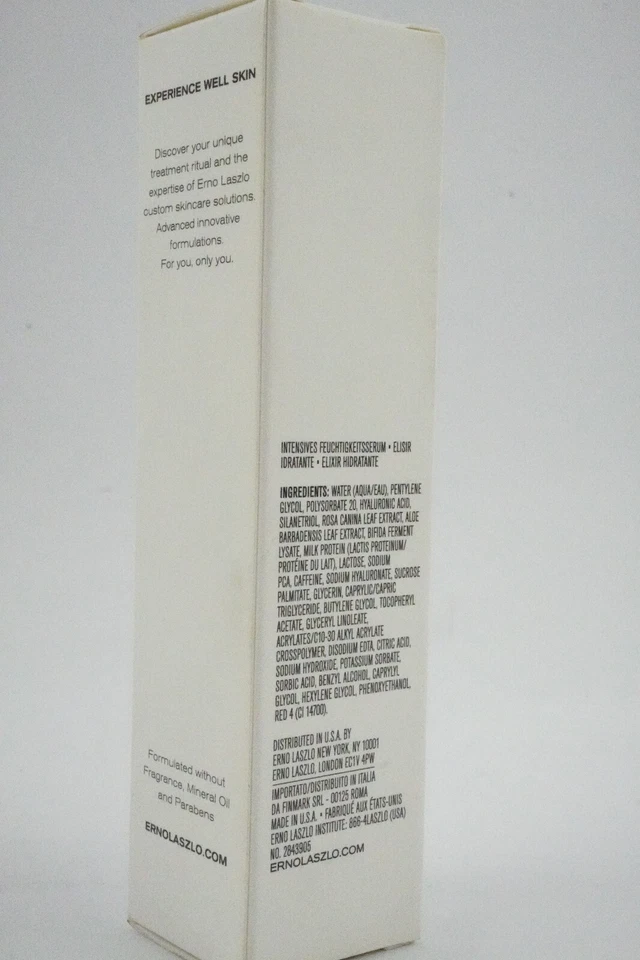 EXPERIENCE WELL SKIN
Discover your unique
treatment ritual and the
expertise of Erno Laszlo
custom skincare solutions.
Advanced innovative
formulations.
For you, only you.
Formulated without
Fragrance, Mineral Oil
and Parabens
ERNOLASZLO.COM
INTENSIVES FEUCHTIGKEITSSERUM • ELISIR
IDRATANTE • ELIXIR HIDRATANTE
INGREDIENTS: WATER (AQUA/EAU), PENTYLENE
GLYCOL, POLYSORBATE 20, HYALURONIC ACID,
SILANETRIOL, ROSA CANINA LEAF EXTRACT, ALOE
BARBADENSIS LEAF EXTRACT, BIFIDA FERMENT
LYSATE, MILK PROTEIN (LACTIS PROTEINUM/
PROTÉINE DU LAIT), LACTOSE, SODIUM
PCA, CAFFEINE, SODIUM HYALURONATE, SUCROSE
PALMITATE, GLYCERIN, CAPRYLIC/CAPRIC
TRIGLYCERIDE, BUTYLENE GLYCOL, TOCOPHERYL
ACETATE, GLYCERYL LINOLEATE,
ACRYLATES/C10-30 ALKYL ACRYLATE
CROSSPOLYMER, DISODIUM EDTA, CITRIC ACID,
SODIUM HYDROXIDE, POTASSIUM SORBATE,
SORBIC ACID, BENZYL ALCOHOL, CAPRYLYL
GLYCOL, HEXYLENE GLYCOL, PHENOXYETHANOL,
RED 4 (CI 14700).
DISTRIBUTED IN U.S.A. BY
ERNO LASZLO NEW YORK, NY 10001
ERNO LASZLO, LONDON EC1V 4PW
IMPORTATO/DISTRIBUITO IN ITALIA
DA FINMARK SRL - 00125 ROMA
MADE IN U.S.A. • FABRIQUÉ AUX ÉTATS-UNIS
ERNO LASZLO INSTITUTE: 866-4LASZLO (USA)
NO. 2843905
ERNOLASZLO.COM